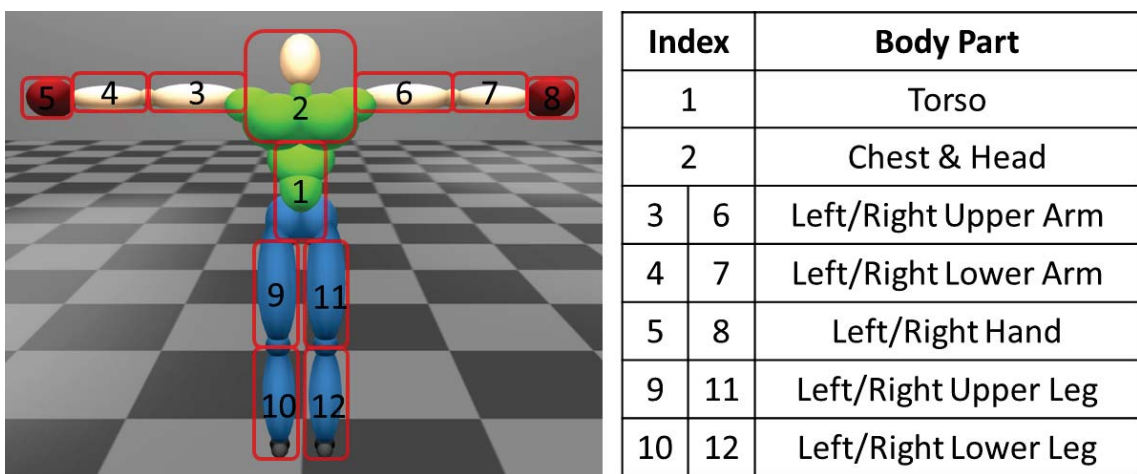 5 4 3 2 6 7 8
1
9 11
10 12
Index Body Part
1 Torso
2 Chest & Head
3 6 Left/Right Upper Arm
4 7 Left/Right Lower Arm
5 8 Left/Right Hand
9 11 Left/Right Upper Leg
10 12 Left/Right Lower Leg